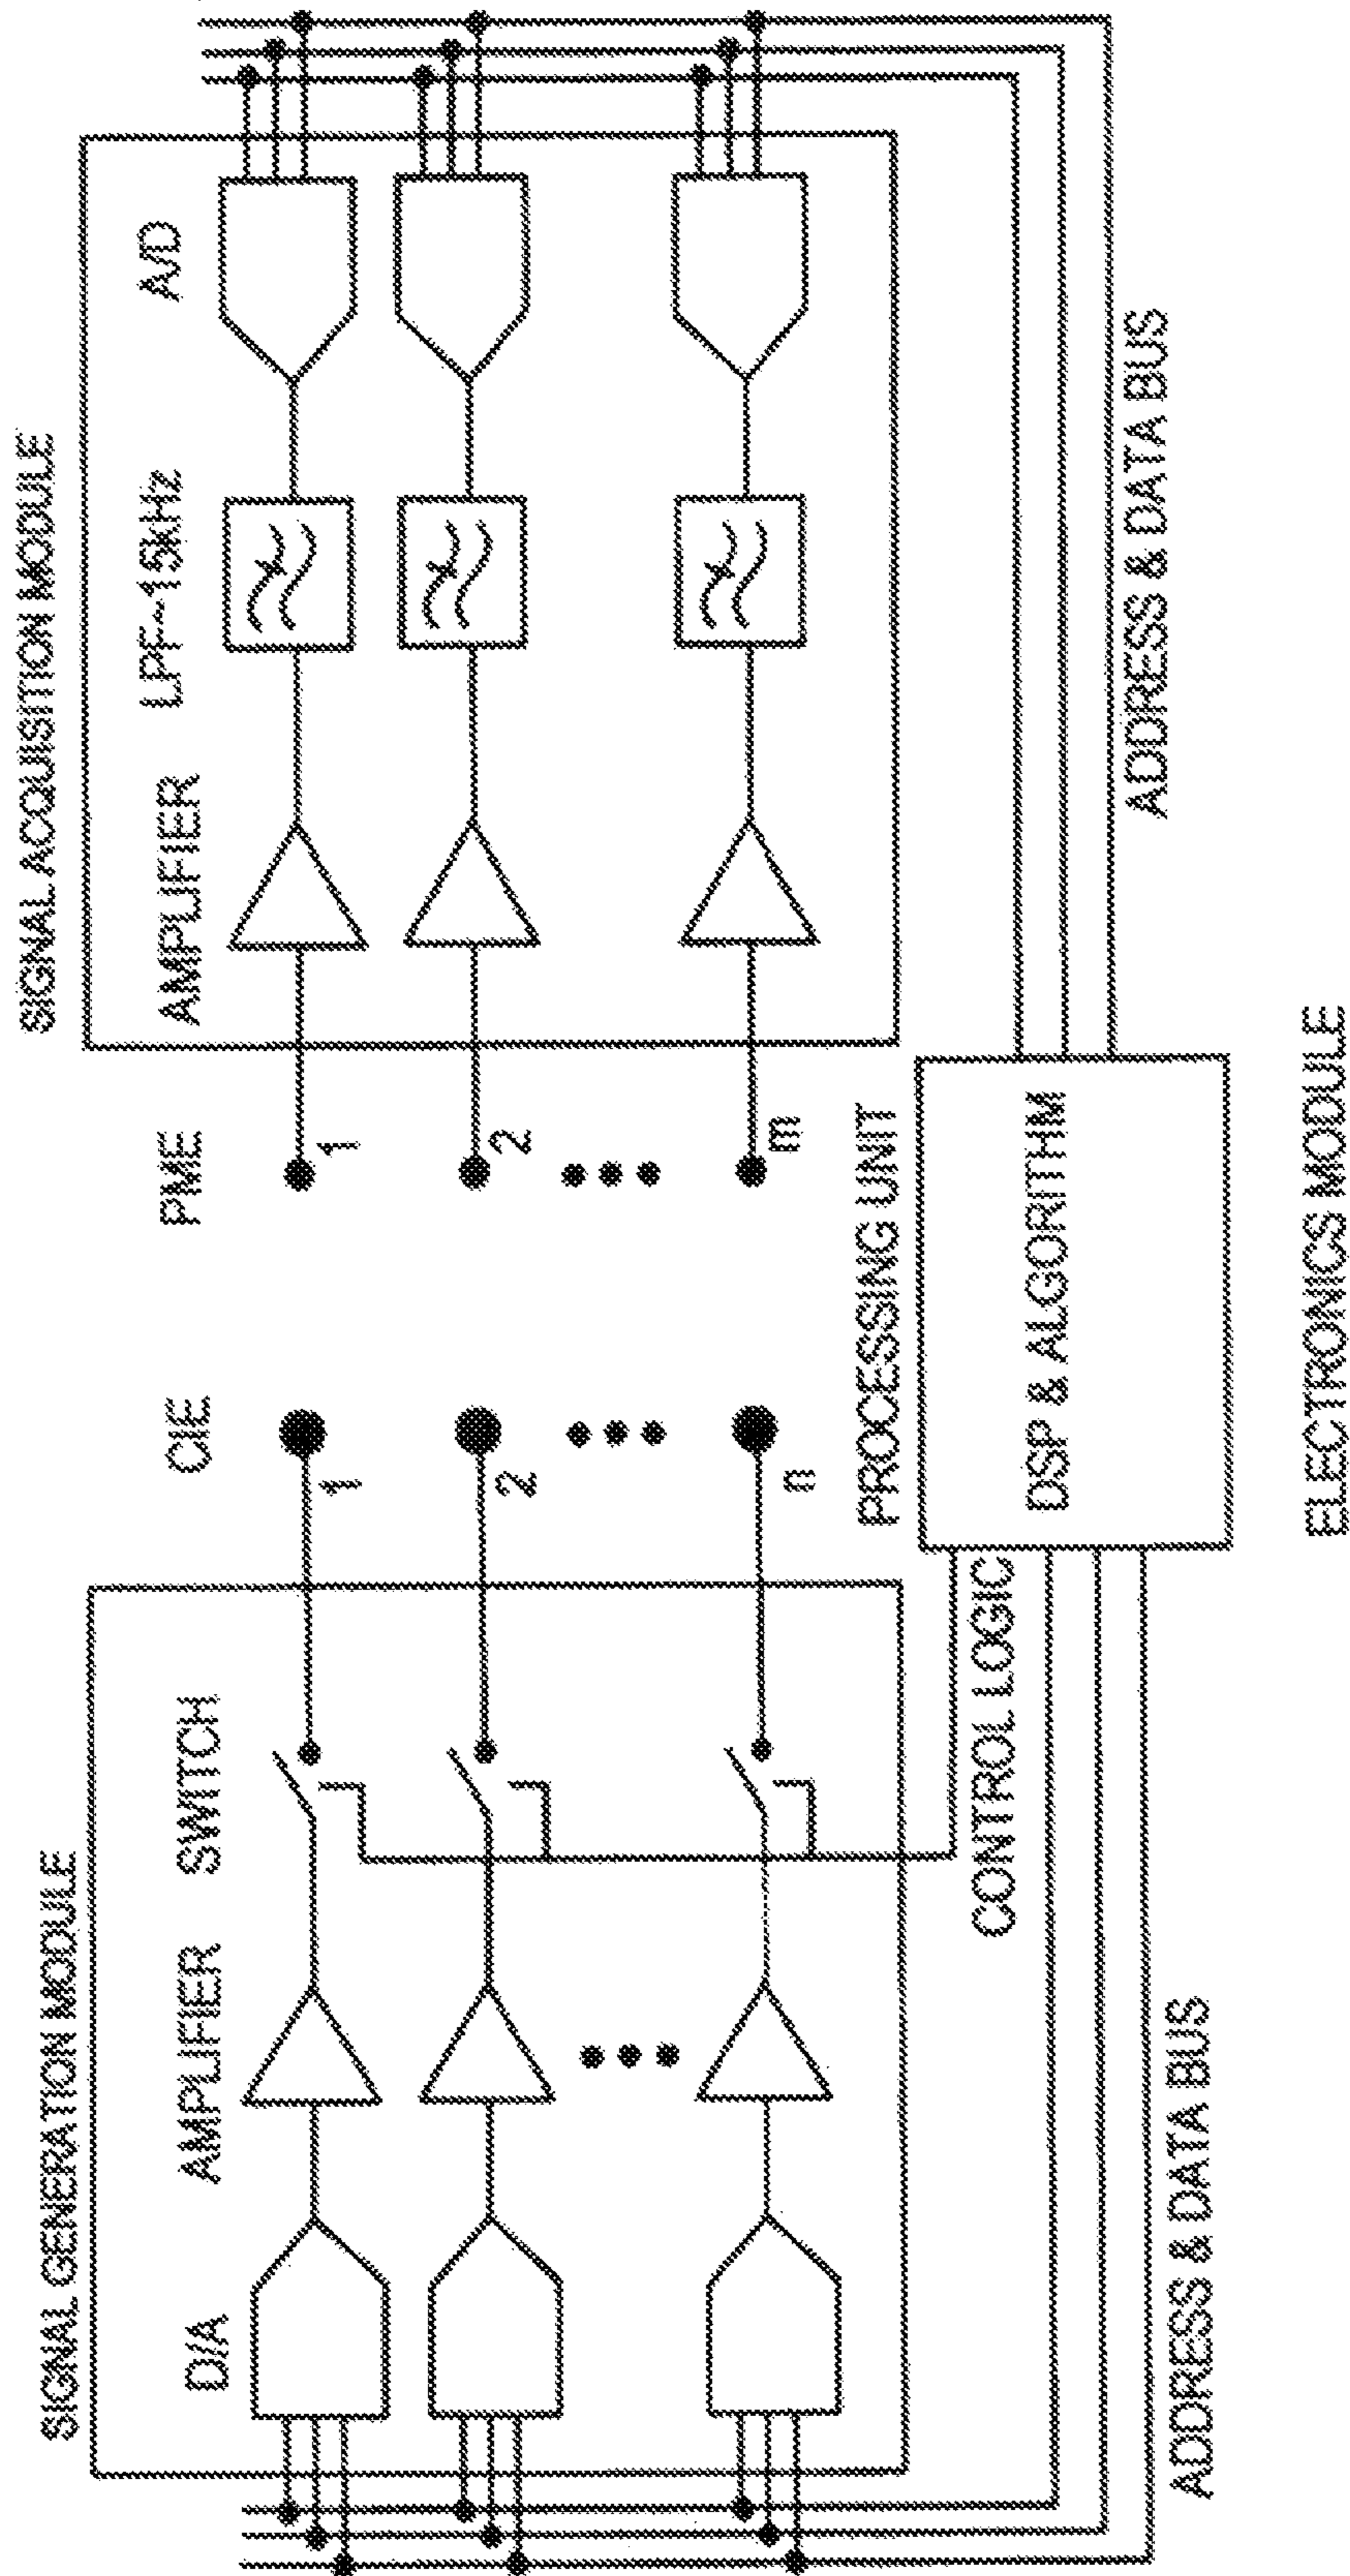 SIGNAL GENERATION MODULE
D/A
AMPLIFIER
SWITCH
CIE
1
2
n
SIGNAL ACQUISITION MODULE
PME
1
2
m
AMPLIFIER
LPF~15kHz
A/D
PROCESSING UNIT
DSP & ALGORITHM
CONTROL LOGIC
ADDRESS & DATA BUS
ADDRESS & DATA BUS
ELECTRONICS MODULE